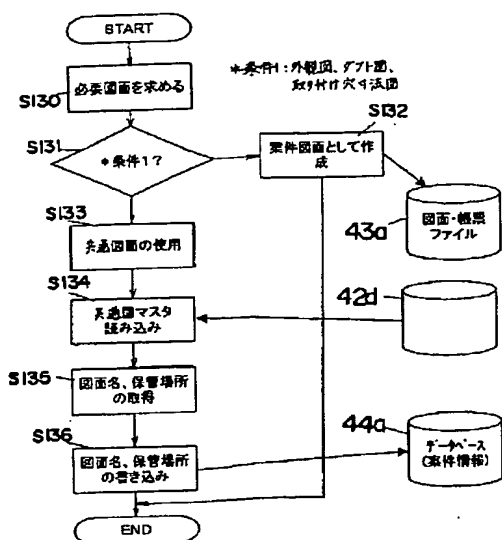 START
必要図面を求める
S130
*条件1:外観図、ダクト図、
取り付け穴寸法図
S131
*条件1?
S132
案件図面として作
成
43a
図面・帳票
ファイル
S133
共通図面の使用
S134
共通図マスタ
読み込み
42d
S135
図面名、保管場所
の取得
S136
図面名、保管場所
の書き込み
44a
データベース
(案件情報)
END